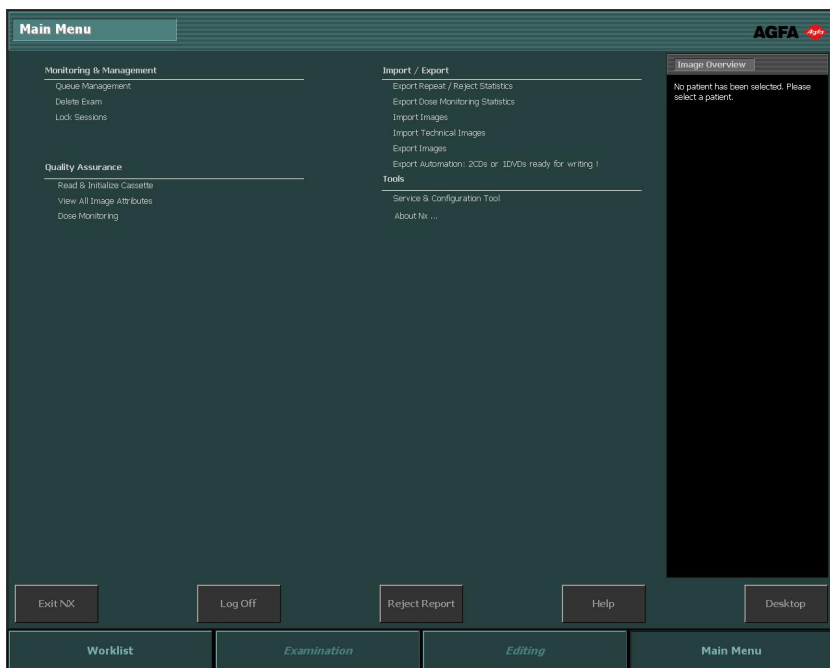 Main Menu
AGFA
Agfa
Monitoring & Management
Queue Management
Delete Exam
Lock Sessions
Quality Assurance
Read & Initialize Cassette
View All Image Attributes
Dose Monitoring
Import / Export
Export Repeat / Reject Statistics
Export Dose Monitoring Statistics
Import Images
Import Technical Images
Export Images
Export Automation: 2CDs or 1DVDs ready for writing !
Tools
Service & Configuration Tool
About Nx ...
Image Overview
No patient has been selected. Please
select a patient.
Exit NX
Log Off
Reject Report
Help
Desktop
Worklist
Examination
Editing
Main Menu